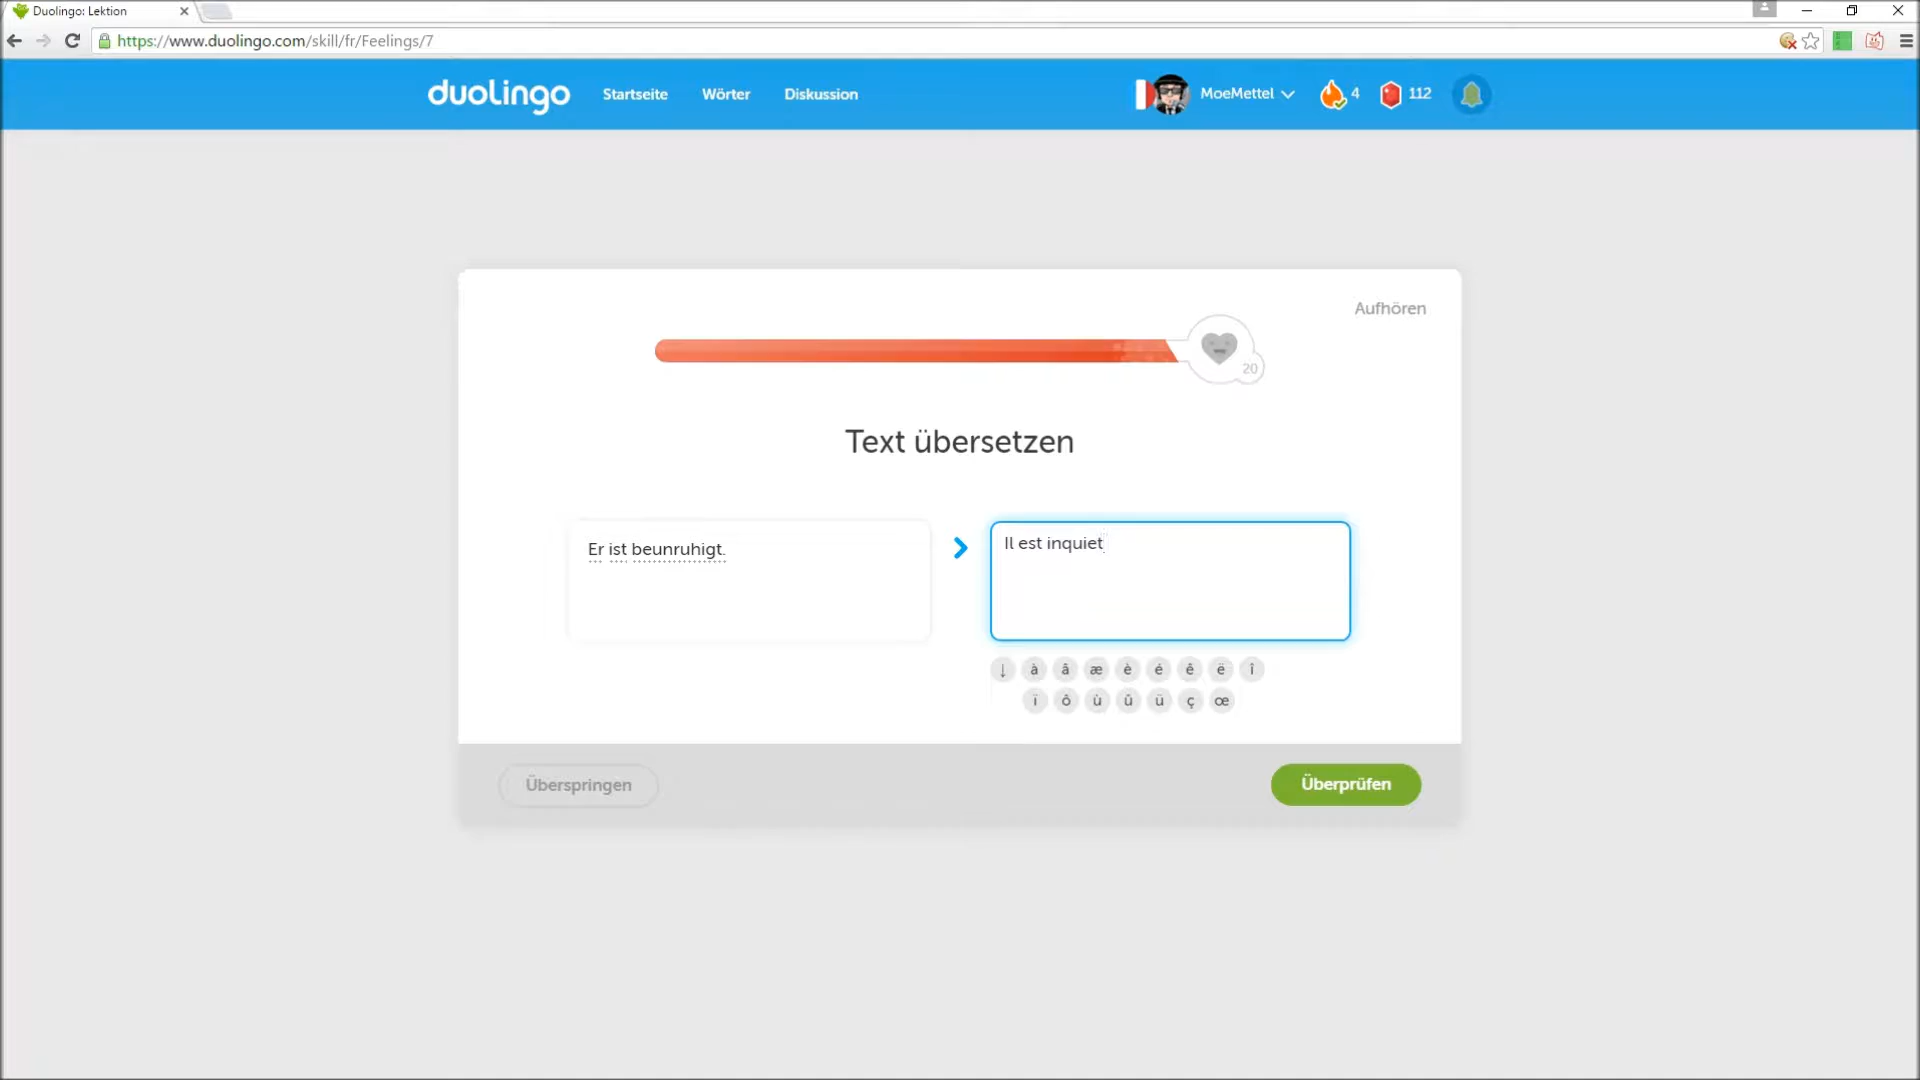 Duolingo: Lektion
https://www.duolingo.com/skill/fr/Feelings/7
duolingo Startseite Wörter Diskussion MoeMettel 4 112
Aufhören
20
Text übersetzen
Er ist beunruhigt.
Il est inquiet
↓ à â æ è é ê ë î
ï ô ù û ü ç œ
Überspringen
Überprüfen